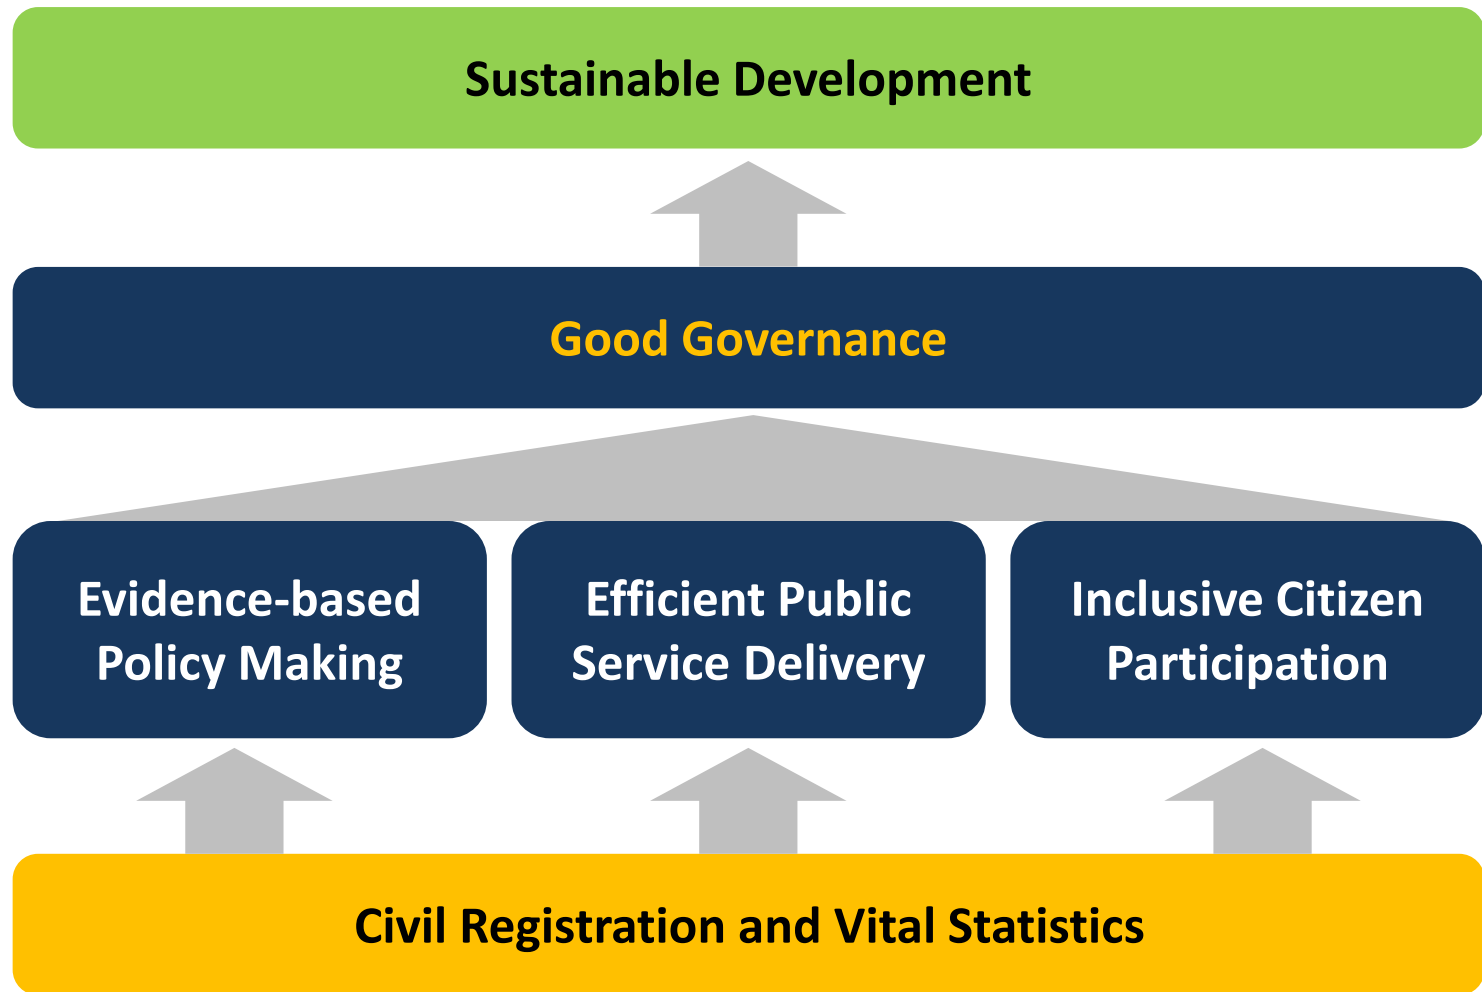 Sustainable Development
Good Governance
Evidence-based
Policy Making
Efficient Public
Service Delivery
Inclusive Citizen
Participation
Civil Registration and Vital Statistics